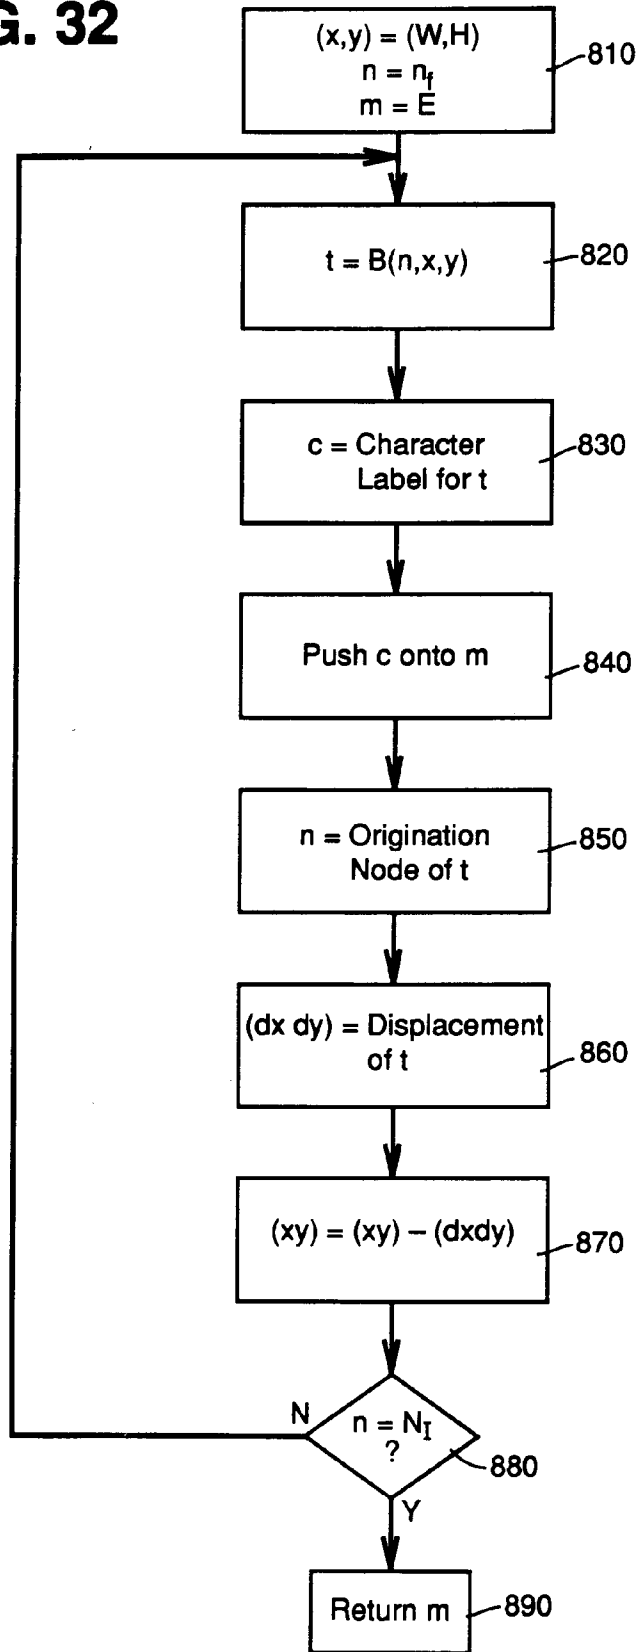 G. 32
(x,y) = (W,H)
n = n_f
m = E
810
t = B(n,x,y)
820
c = Character
Label for t
830
Push c onto m
840
n = Origination
Node of t
850
(dx dy) = Displacement
of t
860
(xy) = (xy) – (dxdy)
870
N
n = N_I
?
880
Y
Return m
890